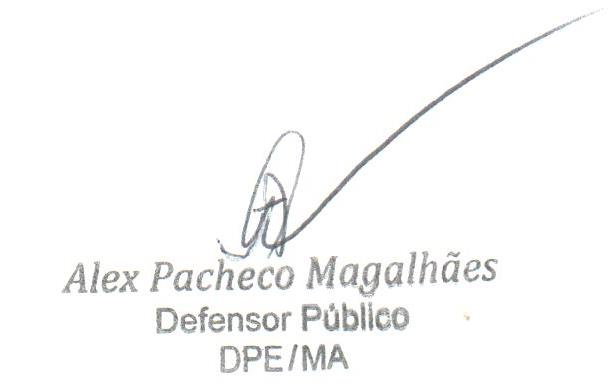 Alex Pacheco Magalhães
Defensor Público
DPE/MA